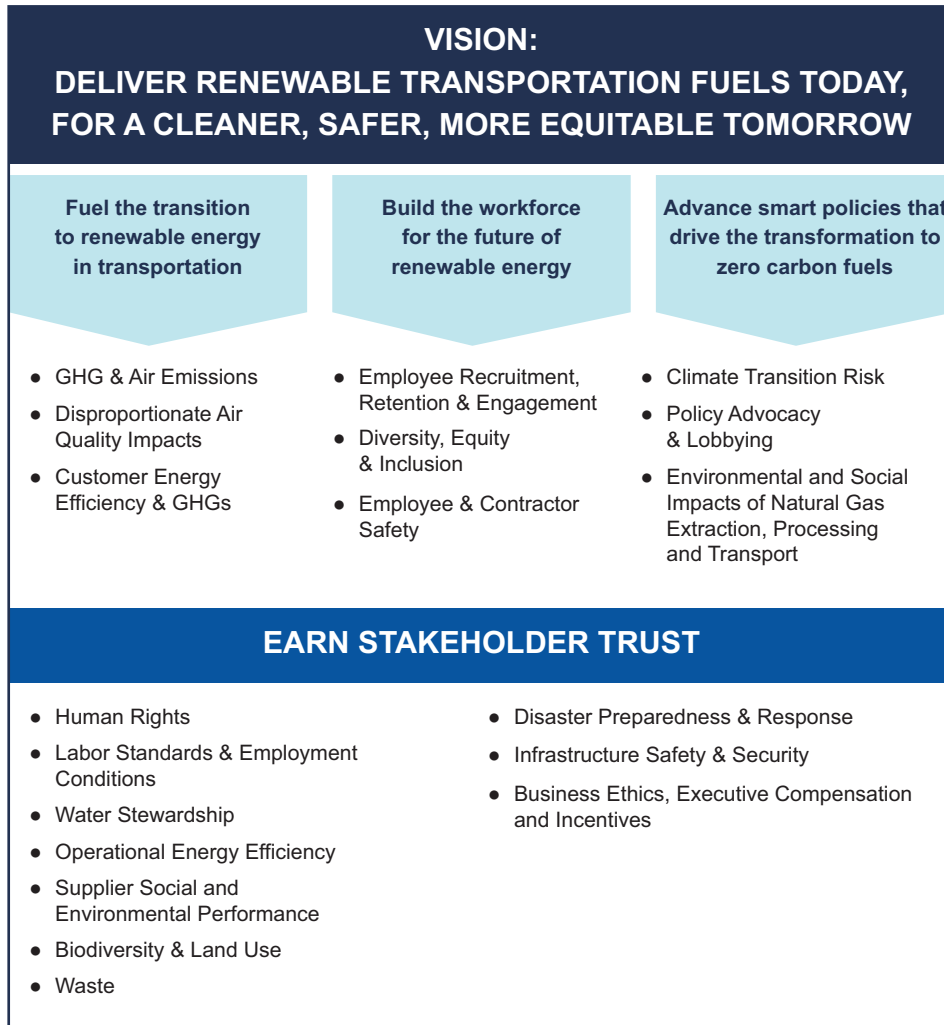 VISION:
DELIVER RENEWABLE TRANSPORTATION FUELS TODAY,
FOR A CLEANER, SAFER, MORE EQUITABLE TOMORROW
Fuel the transition
to renewable energy
in transportation
● GHG & Air Emissions
● Disproportionate Air
Quality Impacts
● Customer Energy
Efficiency & GHGs
Build the workforce
for the future of
renewable energy
● Employee Recruitment,
Retention & Engagement
● Diversity, Equity
& Inclusion
● Employee & Contractor
Safety
Advance smart policies that
drive the transformation to
zero carbon fuels
● Climate Transition Risk
● Policy Advocacy
& Lobbying
● Environmental and Social
Impacts of Natural Gas
Extraction, Processing
and Transport
EARN STAKEHOLDER TRUST
● Human Rights
● Labor Standards & Employment
Conditions
● Water Stewardship
● Operational Energy Efficiency
● Supplier Social and
Environmental Performance
● Biodiversity & Land Use
● Waste
● Disaster Preparedness & Response
● Infrastructure Safety & Security
● Business Ethics, Executive Compensation
and Incentives